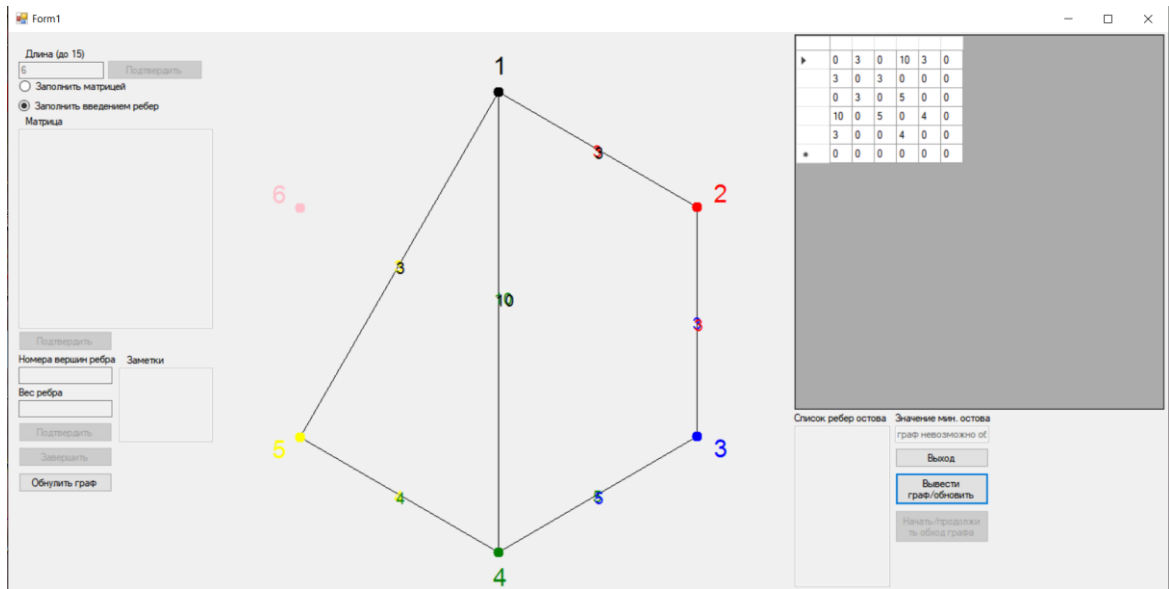 Form1
Длина (до 15)
6
Подтвердить
Заполнить матрицей
Заполнить введением ребер
Матрица
Подтвердить
Номера вершин ребра
Заметки
Вес ребра
Подтвердить
Завершить
Обнулить граф
1
2
3
4
5
6
3
3
3
10
4
5
0 3 0 10 3 0
3 0 3 0 0 0
0 3 0 5 0 0
10 0 5 0 4 0
3 0 0 4 0 0
0 0 0 0 0 0
Список ребер остова
Значение мин. остова
граф невозможно об
Выход
Вывести
граф/обновить
Начать/продолжи
ть обход графа